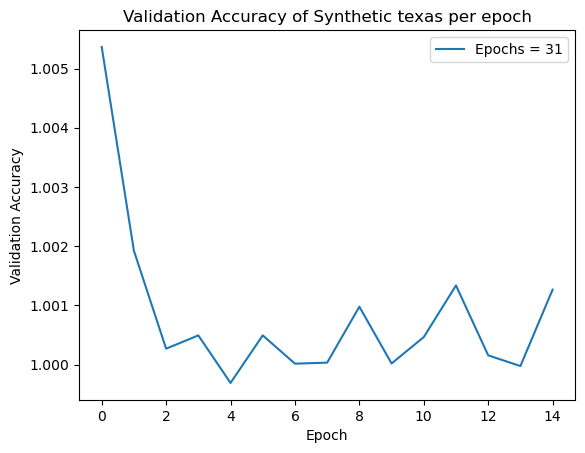 Validation Accuracy of Synthetic texas per epoch
Epochs = 31
1.005
1.004
1.003
1.002
1.001
1.000
Validation Accuracy
0 2 4 6 8 10 12 14
Epoch